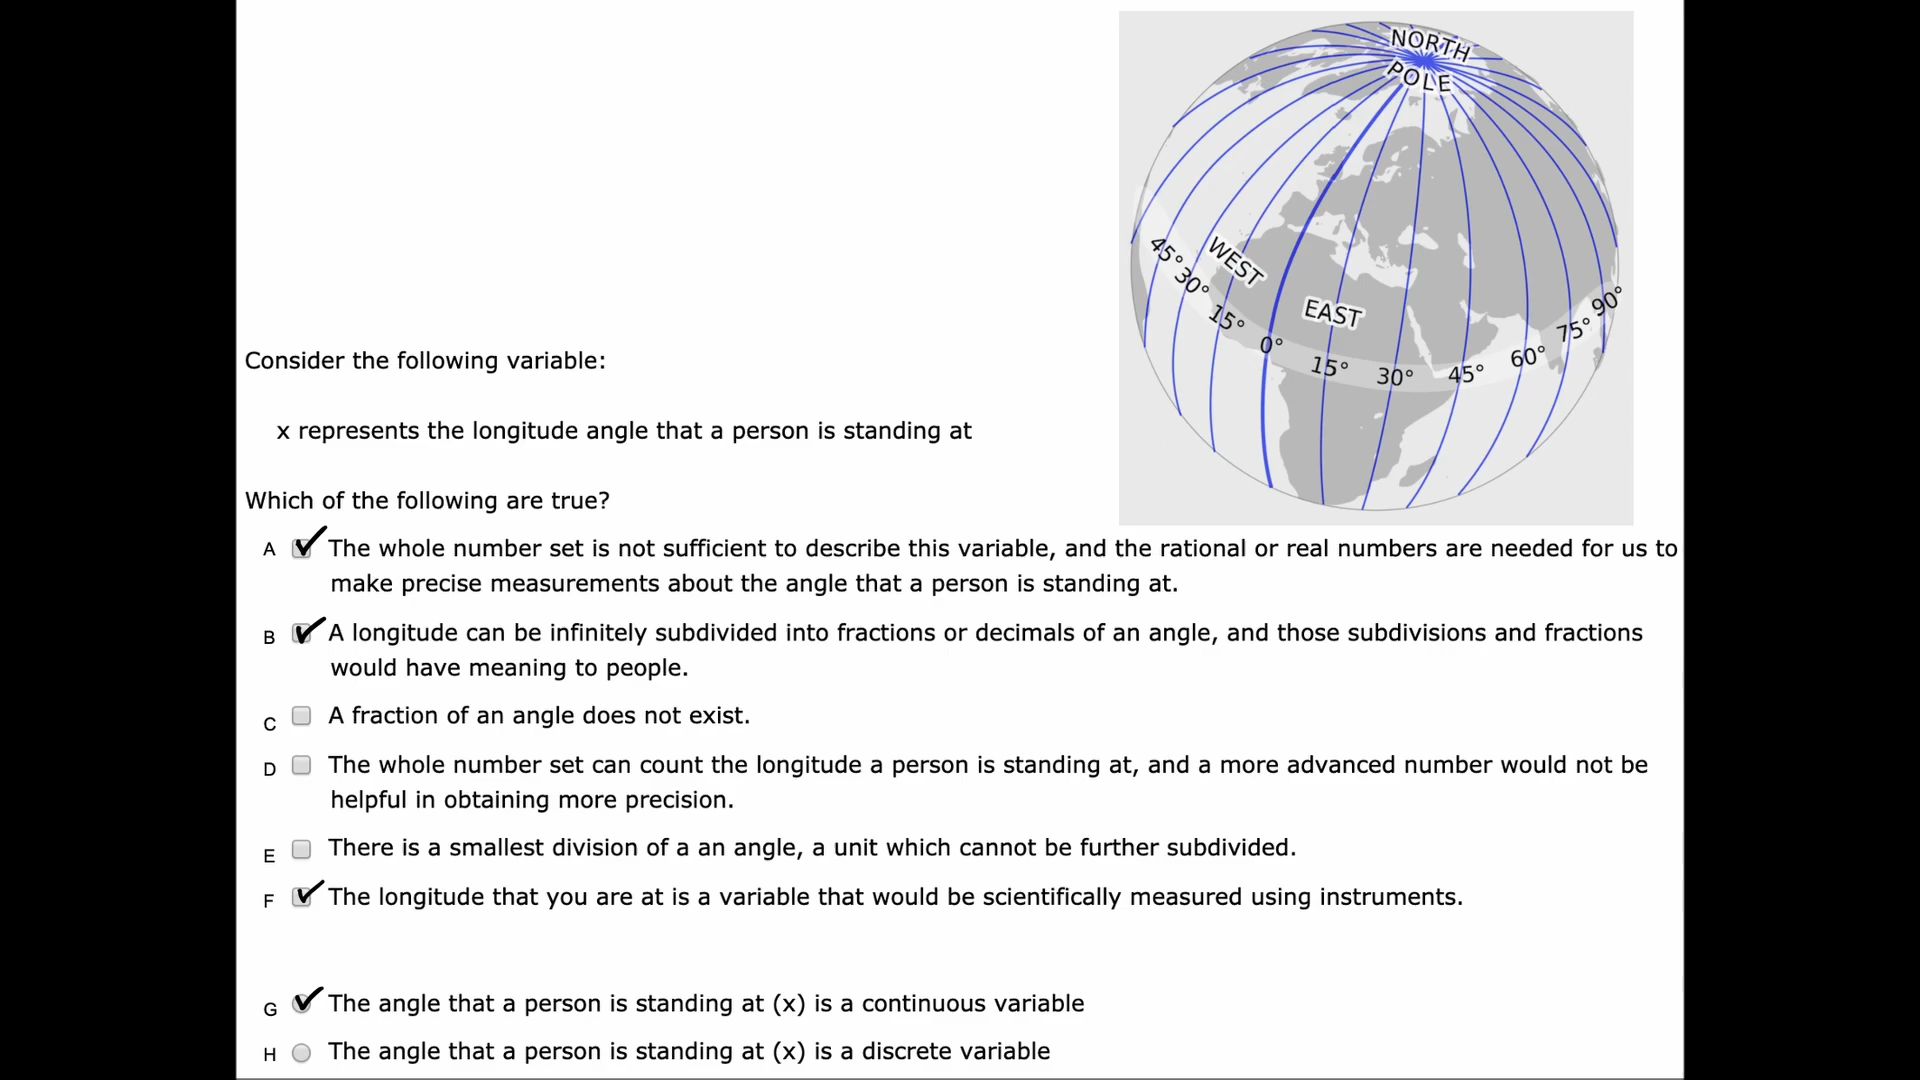 NORTH
POLE
WEST
EAST
45°
30°
15°
0°
15°
30°
45°
60°
75°
90°
Consider the following variable:
x represents the longitude angle that a person is standing at
Which of the following are true?
A The whole number set is not sufficient to describe this variable, and the rational or real numbers are needed for us to
make precise measurements about the angle that a person is standing at.
B A longitude can be infinitely subdivided into fractions or decimals of an angle, and those subdivisions and fractions
would have meaning to people.
C A fraction of an angle does not exist.
D The whole number set can count the longitude a person is standing at, and a more advanced number would not be
helpful in obtaining more precision.
E There is a smallest division of a an angle, a unit which cannot be further subdivided.
F The longitude that you are at is a variable that would be scientifically measured using instruments.
G The angle that a person is standing at (x) is a continuous variable
H The angle that a person is standing at (x) is a discrete variable